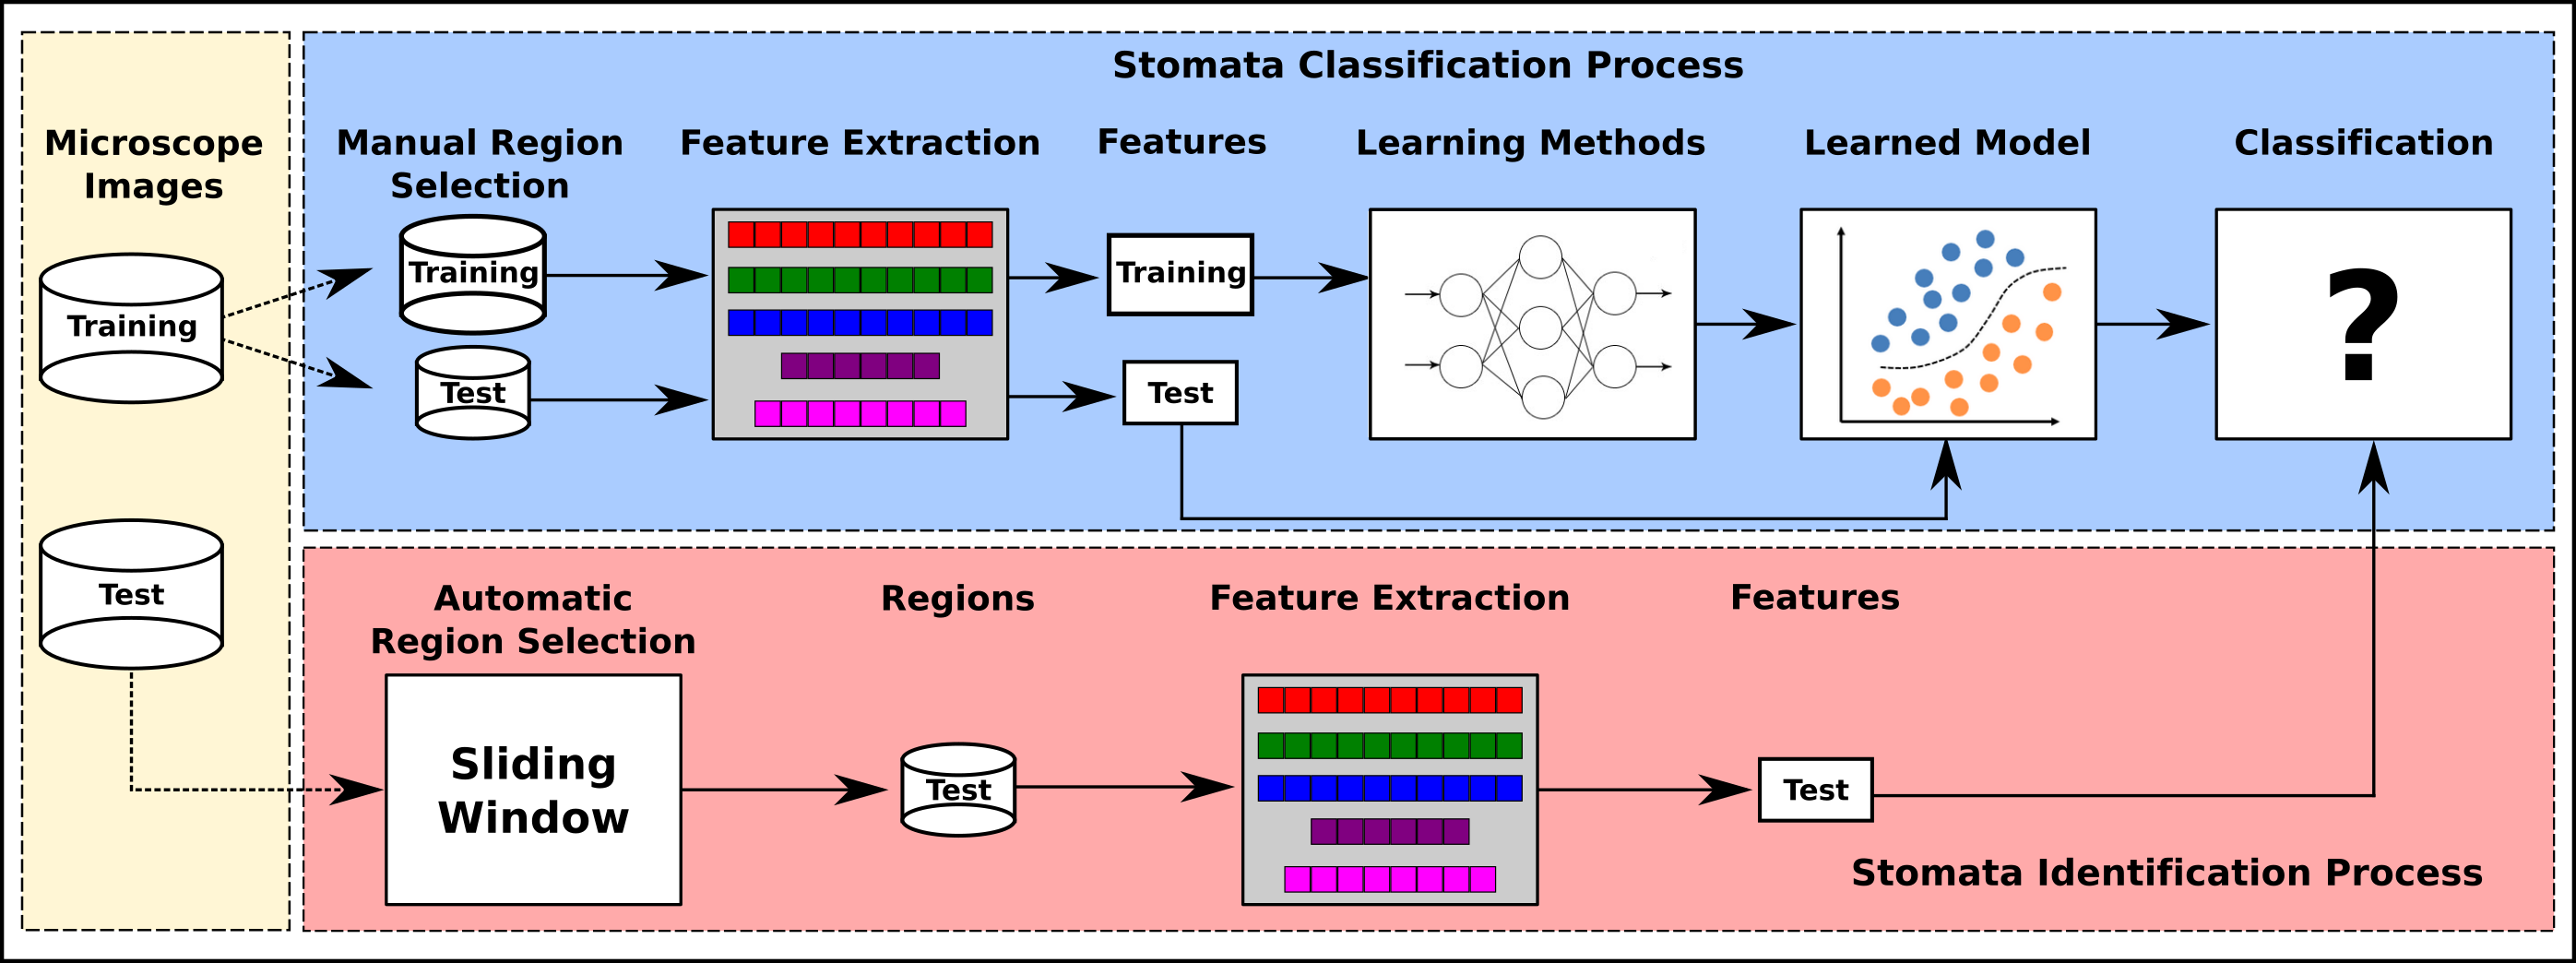 Stomata Classification Process
Microscope
Images
Manual Region
Selection
Feature Extraction
Features
Learning Methods
Learned Model
Classification
Training
Training
Training
Test
Test
?
Test
Automatic
Region Selection
Regions
Feature Extraction
Features
Sliding
Window
Test
Test
Stomata Identification Process